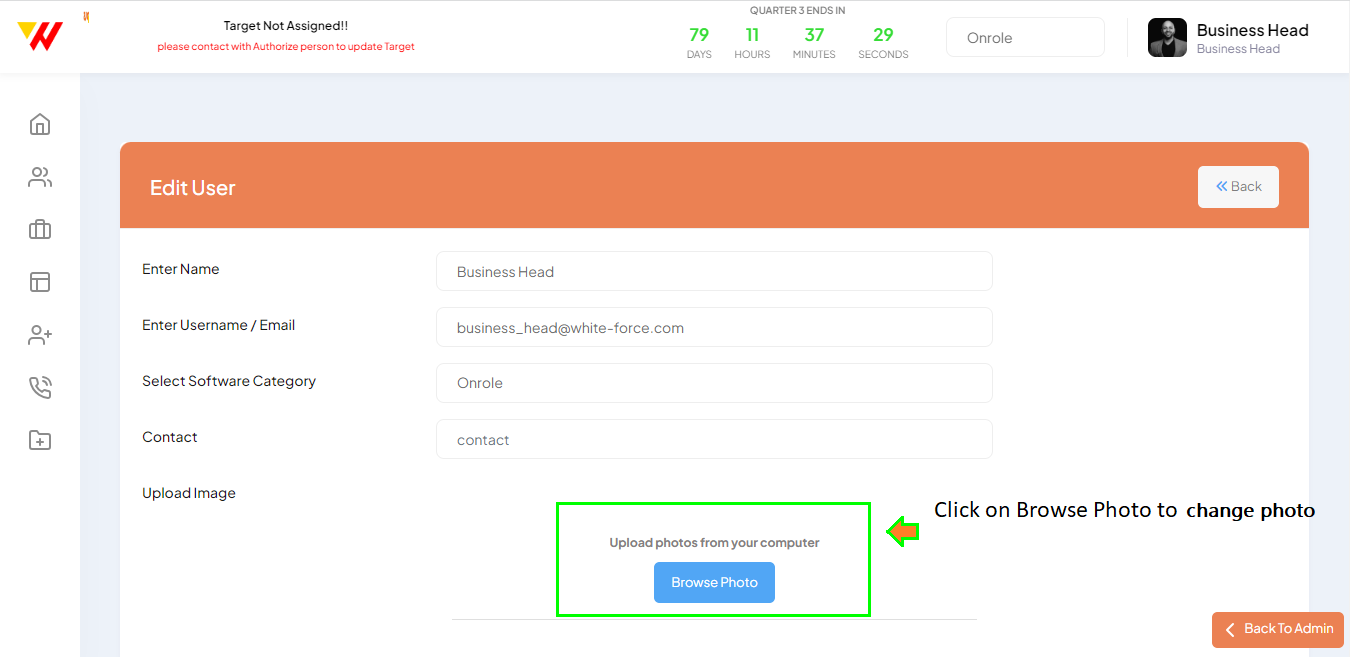 Target Not Assigned!!
please contact with Authorize person to update Target
QUARTER 3 ENDS IN
79 11 37 29
DAYS HOURS MINUTES SECONDS
Onrole
Business Head
Business Head
Edit User
Back
Enter Name
Business Head
Enter Username / Email
business_head@white-force.com
Select Software Category
Onrole
Contact
contact
Upload Image
Click on Browse Photo to change photo
Upload photos from your computer
Browse Photo
Back To Admin